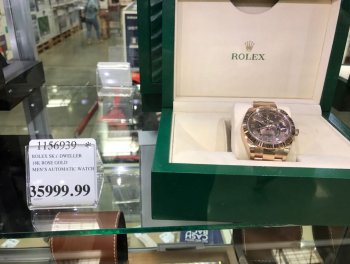 ROLEX
1156939 *
ROLEX SKY DWELLER
18K ROSE GOLD
MEN'S AUTOMATIC WATCH
35999.99